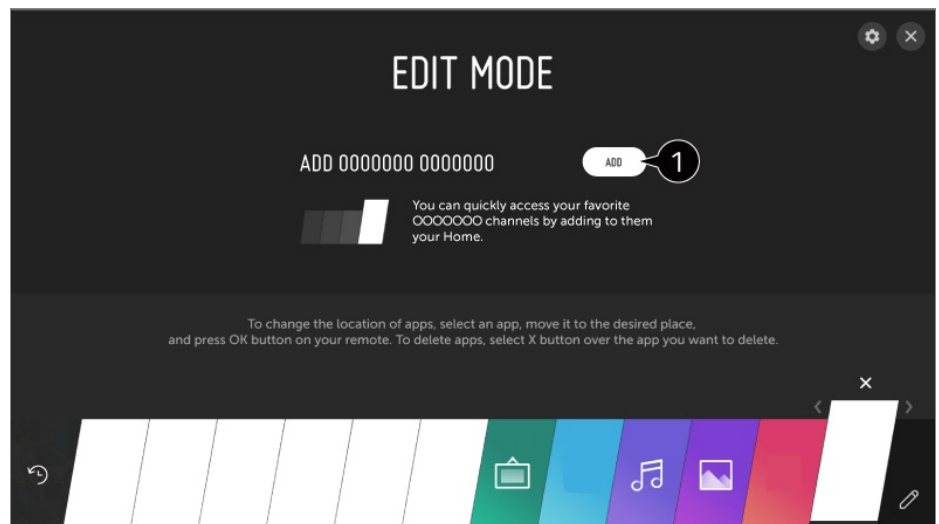 EDIT MODE
ADD OOOOOOO OOOOOOO
ADD
1
You can quickly access your favorite
OOOOOOO channels by adding to them
your Home.
To change the location of apps, select an app, move it to the desired place,
and press OK button on your remote. To delete apps, select X button over the app you want to delete.